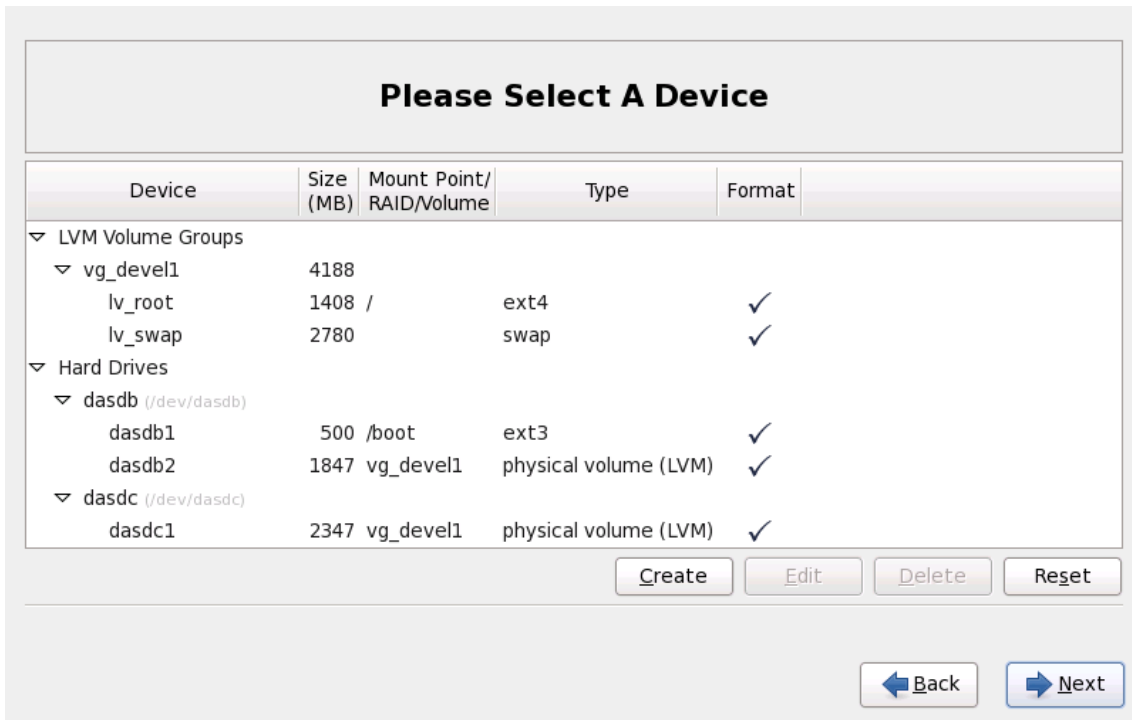 Please Select A Device
Device Size (MB) Mount Point/ RAID/Volume Type Format
LVM Volume Groups
vg_devel1 4188
lv_root 1408 / ext4
lv_swap 2780 swap
Hard Drives
dasdb (/dev/dasdb)
dasdb1 500 /boot ext3
dasdb2 1847 vg_devel1 physical volume (LVM)
dasdc (/dev/dasdc)
dasdc1 2347 vg_devel1 physical volume (LVM)
Create Edit Delete Reset
Back Next